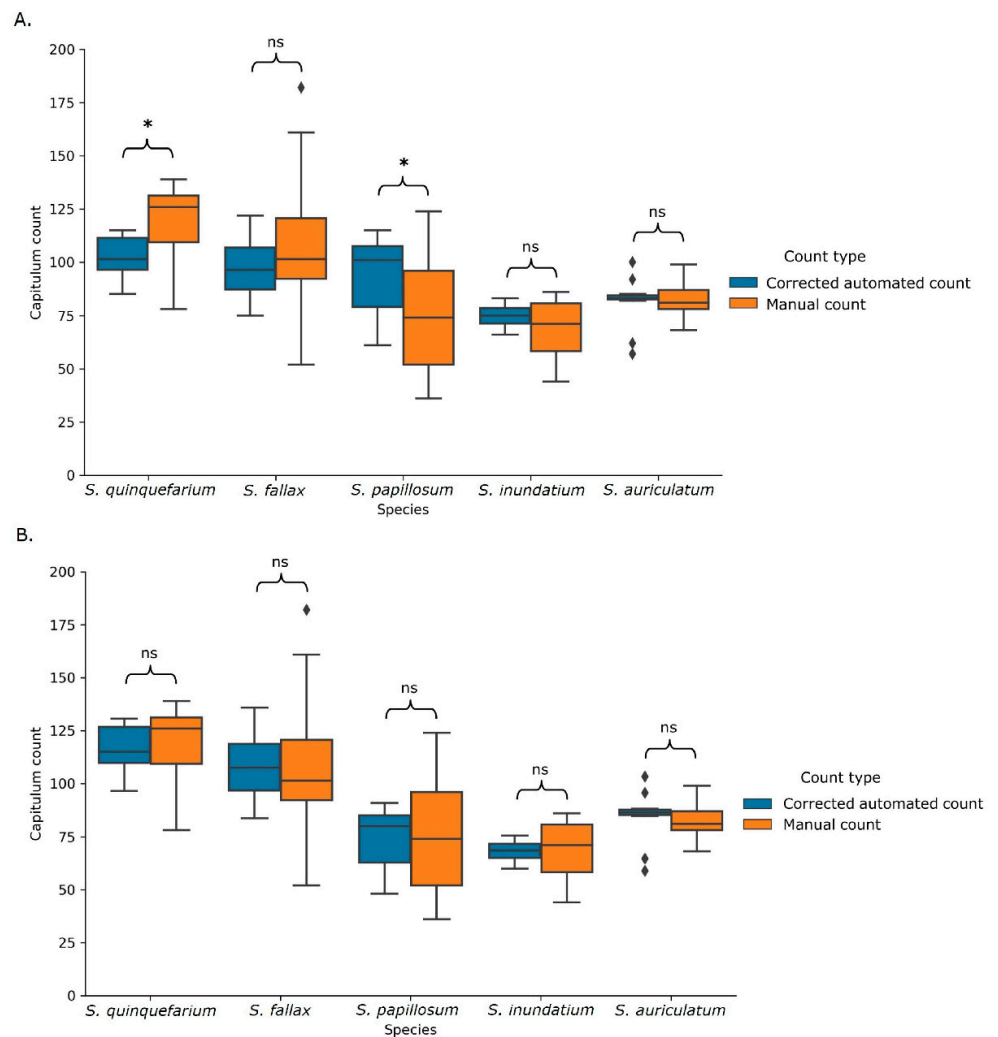 A.
200
175
150
125
100
75
50
25
0
Capitulum count
*
ns
*
ns
ns
Count type
Corrected automated count
Manual count
S. quinquefarium S. fallax S. papillosum S. inundatium S. auriculatum
Species
B.
200
175
150
125
100
75
50
25
0
Capitulum count
ns
ns
ns
ns
ns
Count type
Corrected automated count
Manual count
S. quinquefarium S. fallax S. papillosum S. inundatium S. auriculatum
Species